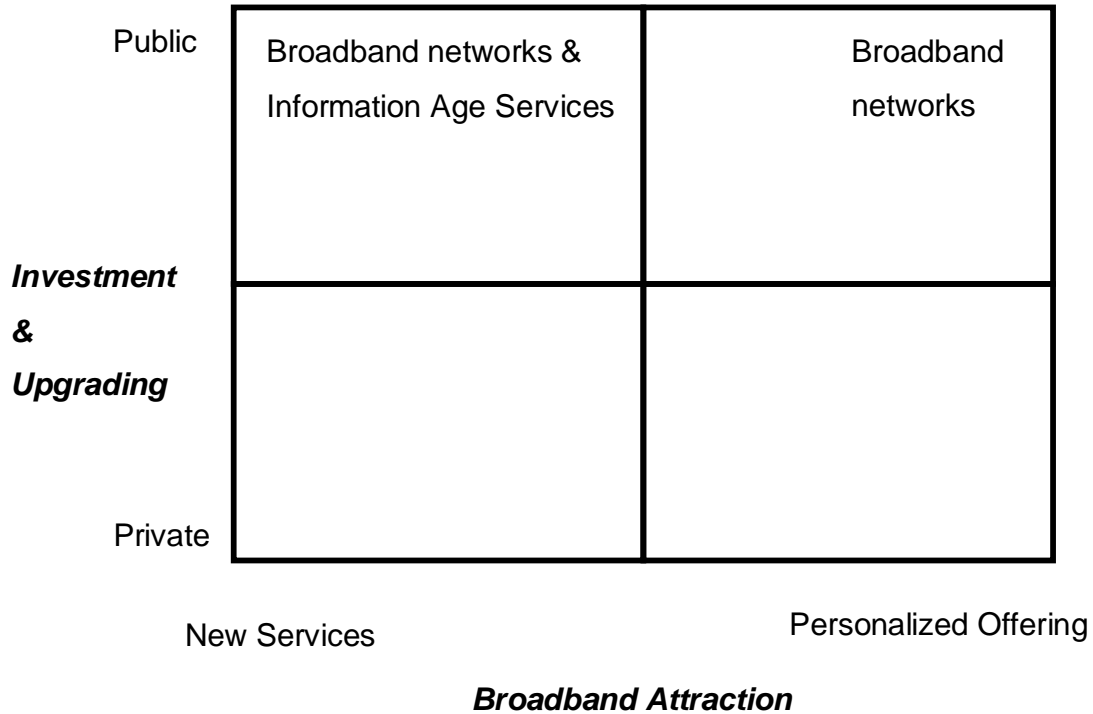 Public
Broadband networks &
Information Age Services
Broadband
networks
Investment
&
Upgrading
Private
New Services
Personalized Offering
Broadband Attraction